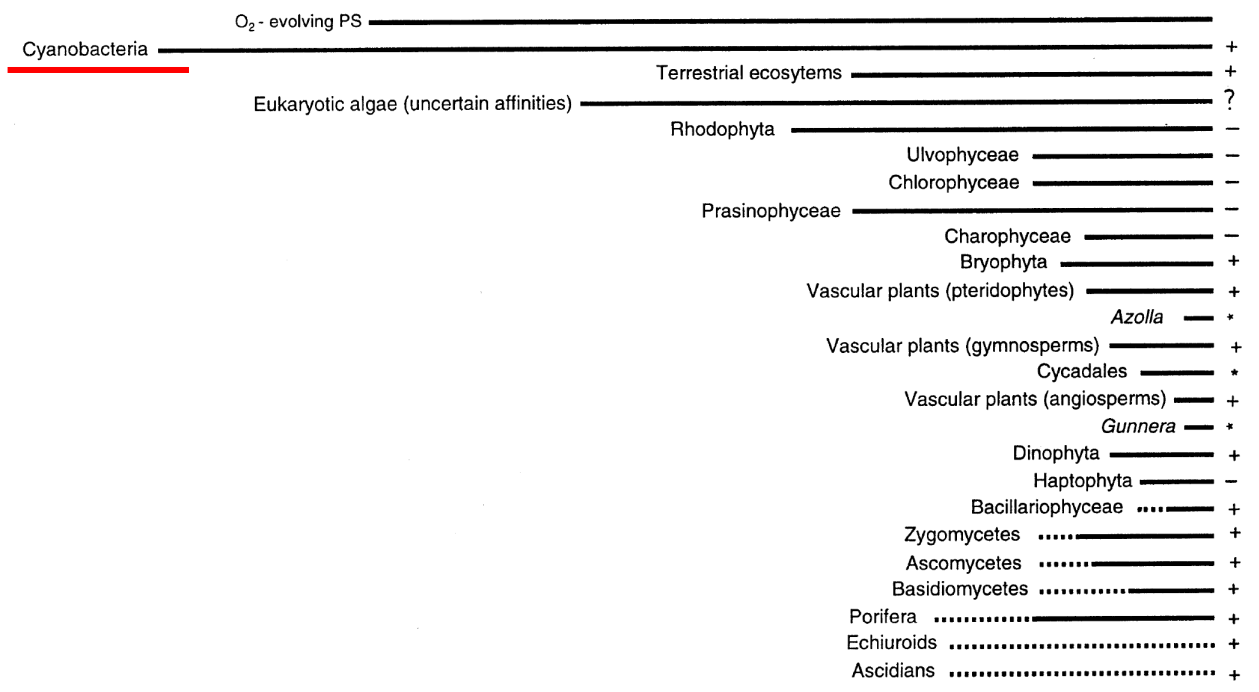 O₂ - evolving PS
Cyanobacteria +
Terrestrial ecosytems +
Eukaryotic algae (uncertain affinities) ?
Rhodophyta −
Ulvophyceae −
Chlorophyceae −
Prasinophyceae −
Charophyceae −
Bryophyta +
Vascular plants (pteridophytes) +
Azolla *
Vascular plants (gymnosperms) +
Cycadales *
Vascular plants (angiosperms) +
Gunnera *
Dinophyta +
Haptophyta −
Bacillariophyceae +
Zygomycetes +
Ascomycetes +
Basidiomycetes +
Porifera +
Echiuroids +
Ascidians +